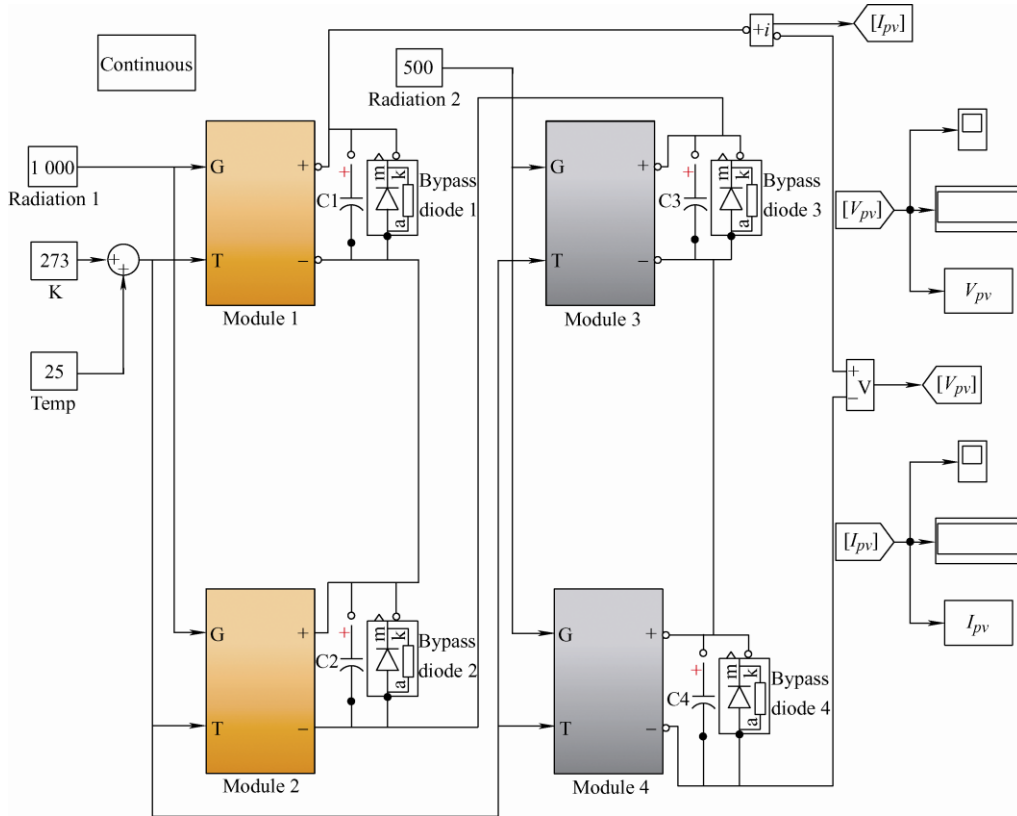 Continuous
+i
[I_pv]
500
Radiation 2
1 000
Radiation 1
G
+
T
−
Module 1
+
C1
m
k
a
Bypass
diode 1
G
+
T
−
Module 3
+
C3
m
k
a
Bypass
diode 3
[V_pv]
V_pv
273
K
+
+
25
Temp
+
−
V
[V_pv]
[I_pv]
I_pv
G
+
T
−
Module 2
+
C2
m
k
a
Bypass
diode 2
G
+
T
−
Module 4
+
C4
m
k
a
Bypass
diode 4